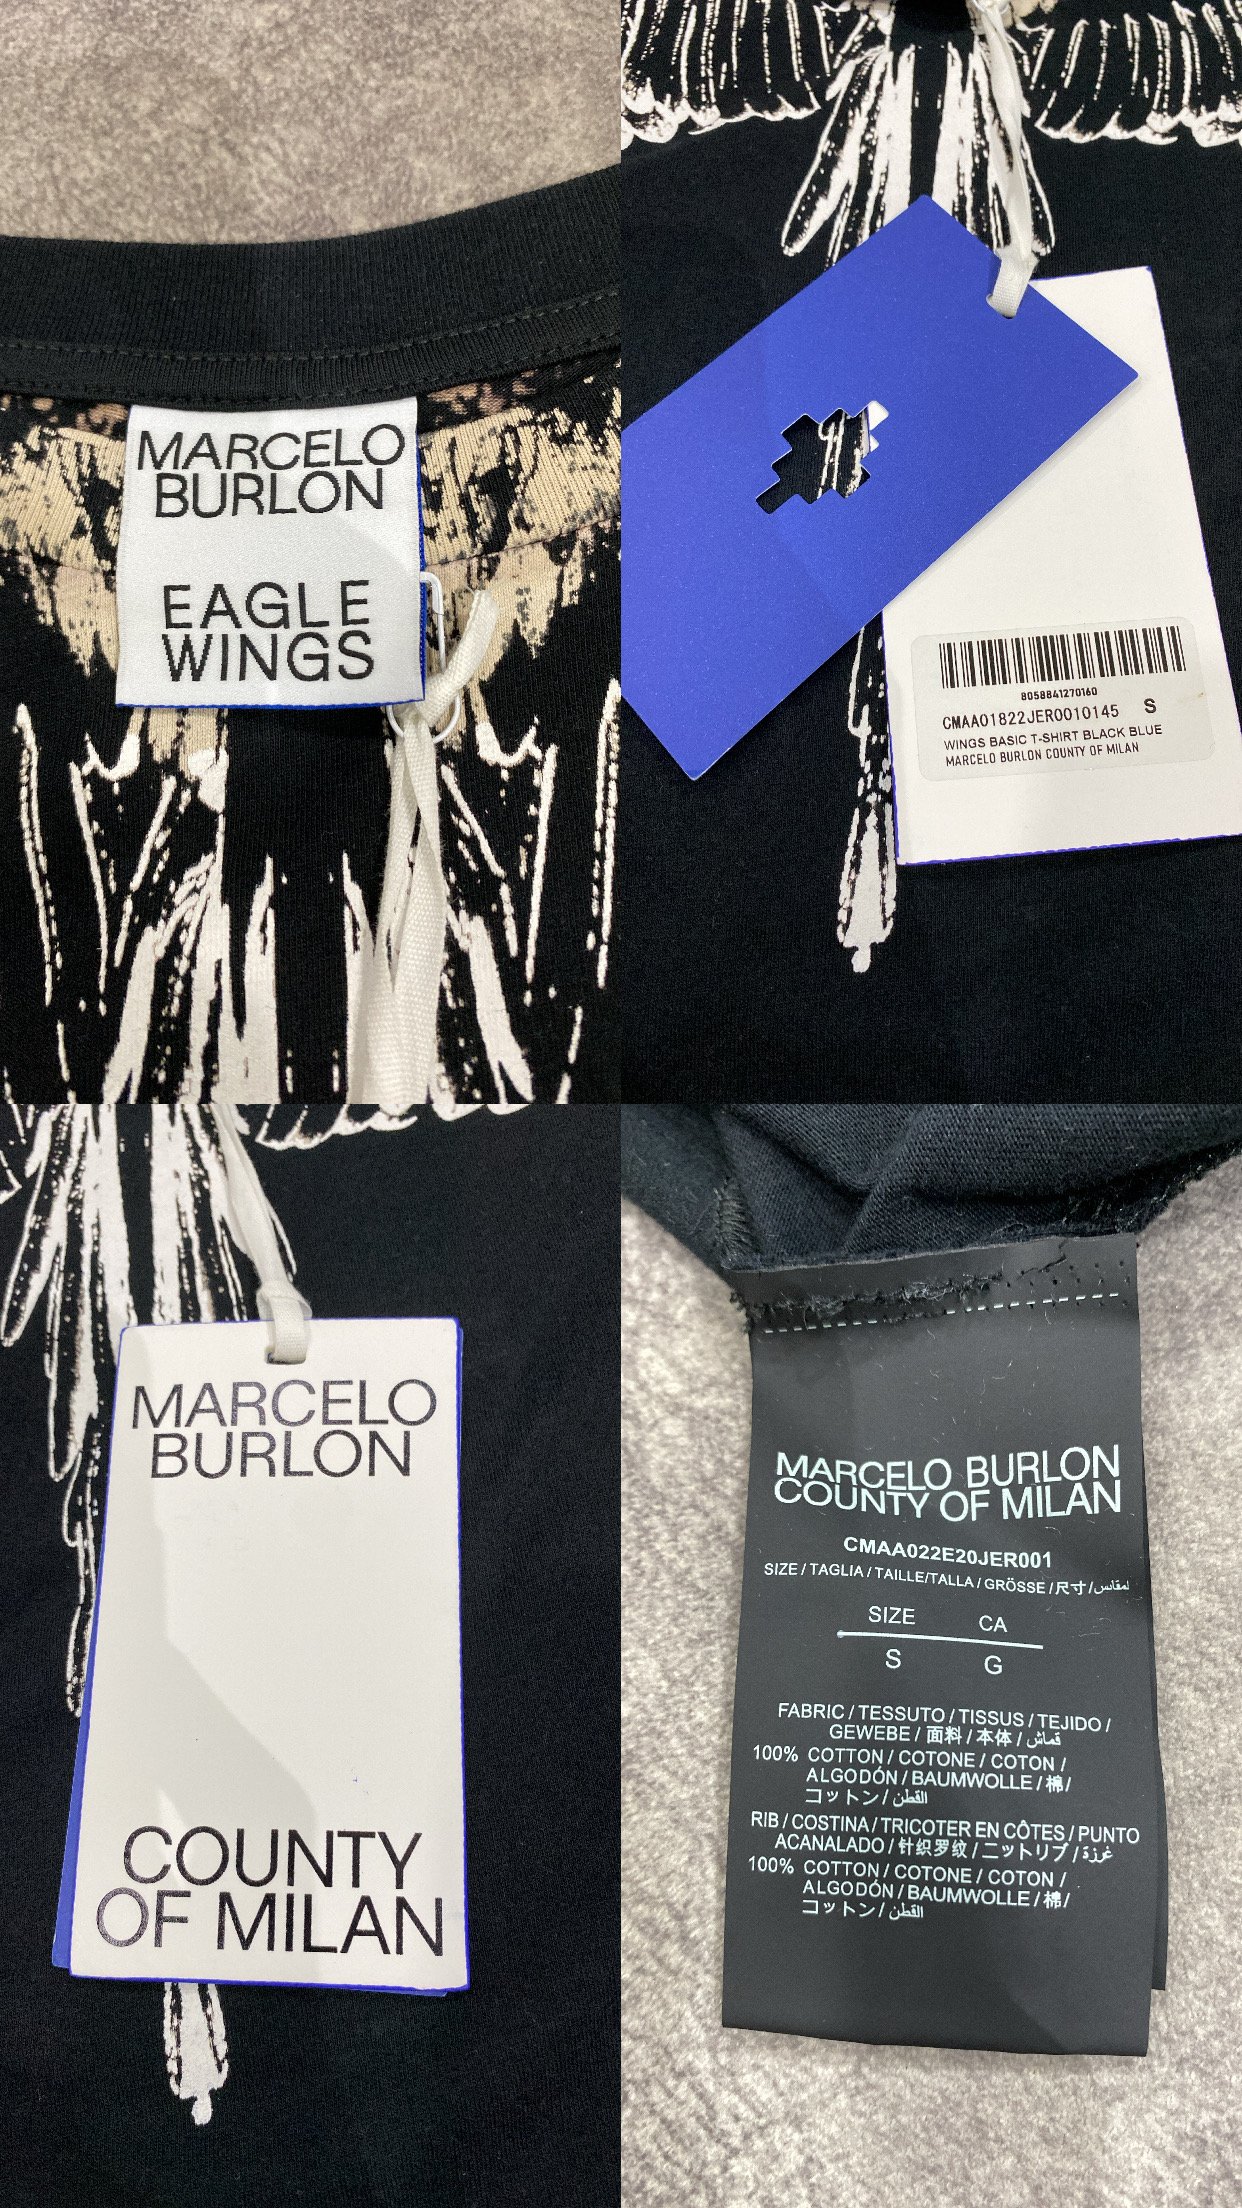 MARCELO
BURLON
EAGLE
WINGS
8058841270160
CMAA01822JER0010145 S
WINGS BASIC T-SHIRT BLACK BLUE
MARCELO BURLON COUNTY OF MILAN
MARCELO
BURLON
COUNTY
OF MILAN
MARCELO BURLON
COUNTY OF MILAN
CMAA022E20JER001
SIZE / TAGLIA / TAILLE/TALLA / GRÖSSE / 尺寸 / لمقاس
SIZE CA
S G
FABRIC / TESSUTO / TISSUS / TEJIDO /
GEWEBE / 面料 / 本体 / قماش
100% COTTON / COTONE / COTON /
ALGODÓN / BAUMWOLLE / 棉/
コットン / القطن
RIB / COSTINA / TRICOTER EN CÔTES / PUNTO
ACANALADO / 针织罗纹 / ニットリブ / غرزة
100% COTTON / COTONE / COTON /
ALGODÓN / BAUMWOLLE / 棉/
コットン / القطن